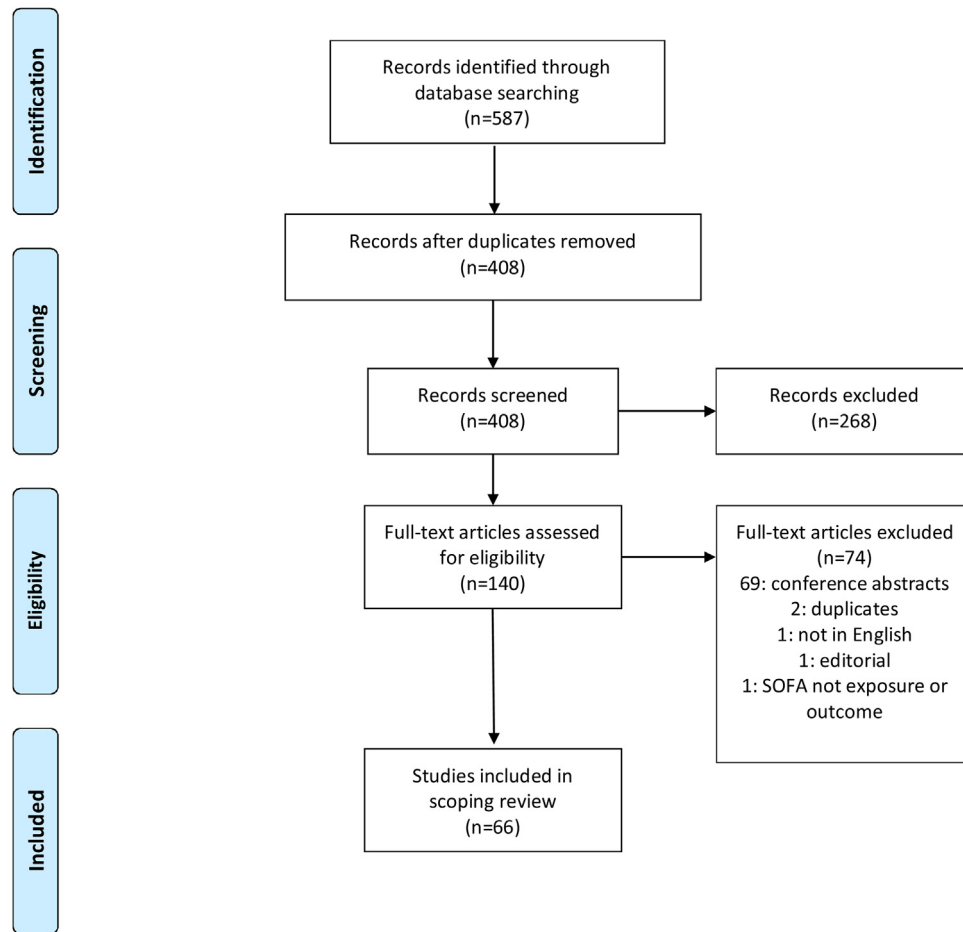 Identification
Records identified through
database searching
(n=587)
Records after duplicates removed
(n=408)
Screening
Records screened
(n=408)
Records excluded
(n=268)
Eligibility
Full-text articles assessed
for eligibility
(n=140)
Full-text articles excluded
(n=74)
69: conference abstracts
2: duplicates
1: not in English
1: editorial
1: SOFA not exposure or
outcome
Included
Studies included in
scoping review
(n=66)